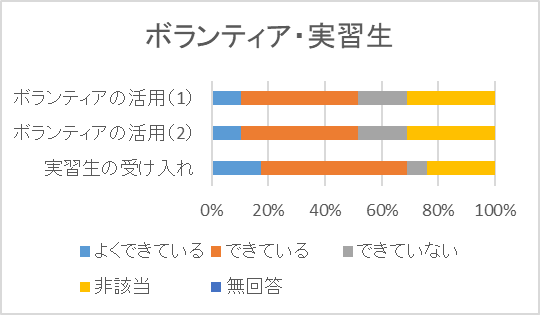 ボランティア・実習生
ボランティアの活用(1)
ボランティアの活用(2)
実習生の受け入れ
0% 20% 40% 60% 80% 100%
よくできている できている できていない
非該当 無回答